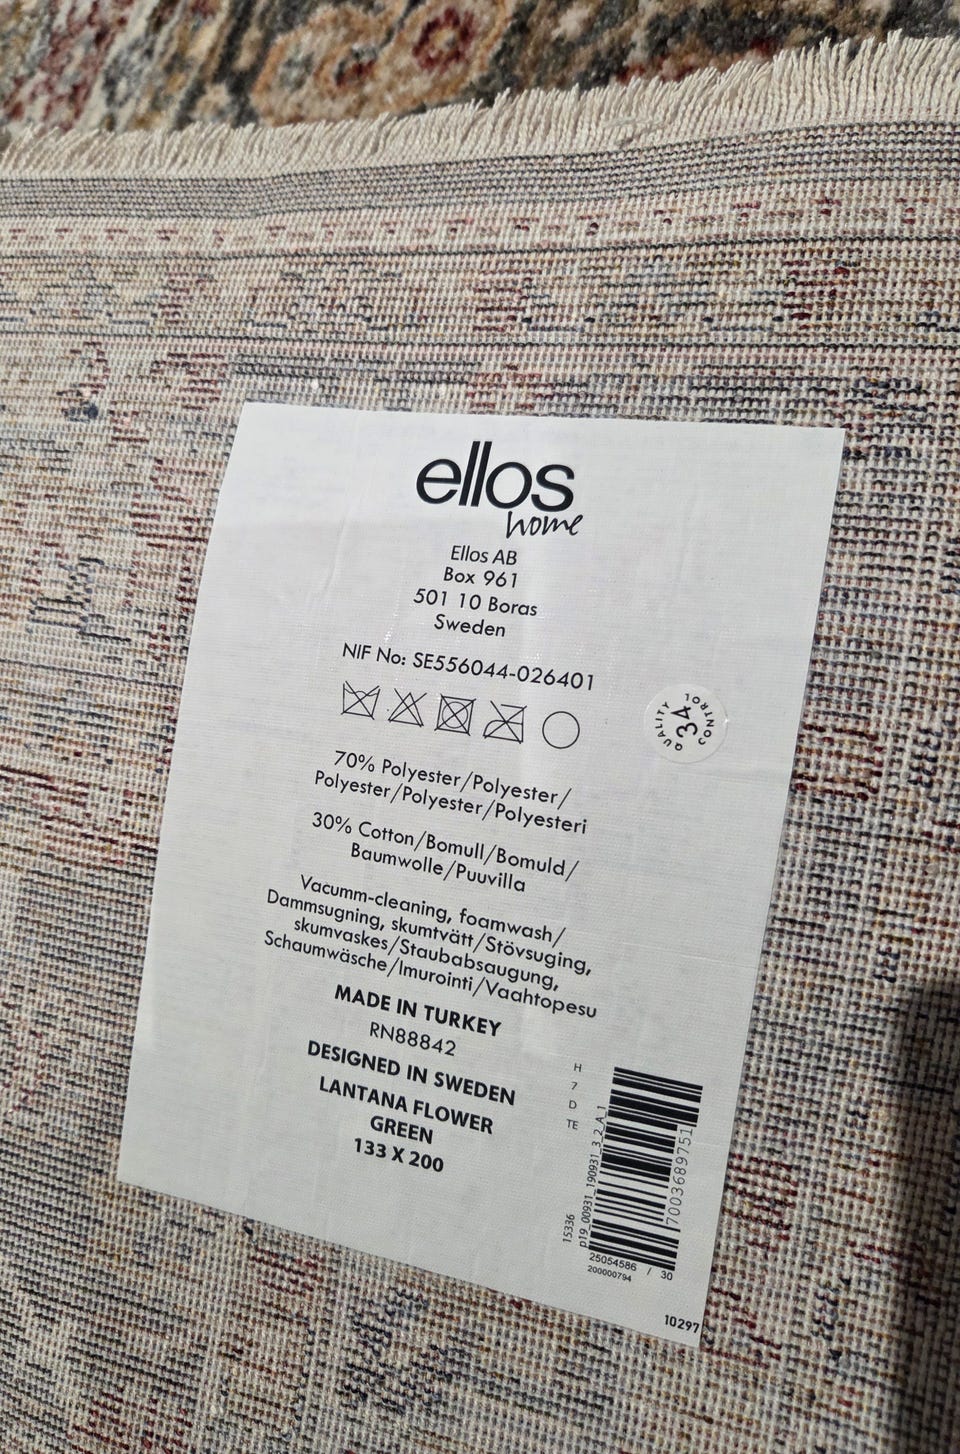 ellos
home
Ellos AB
Box 961
501 10 Boras
Sweden
NIF No: SE556044-026401
QUALITY
34
CONTROL
70% Polyester/Polyester/
Polyester/Polyester/Polyesteri
30% Cotton/Bomull/Bomuld/
Baumwolle/Puuvilla
Vacumm-cleaning, foamwash/
Dammsugning, skumtvätt/Stövsuging,
skumvaskes/Staubabsaugung,
Schaumwäsche/Imurointi/Vaahtopesu
MADE IN TURKEY
RN88842
DESIGNED IN SWEDEN
LANTANA FLOWER
GREEN
133 X 200
H
7
D
TE
15336
p19_00931_190931_3_2_A_1
7003689751
25054586 / 30
200000794
10297